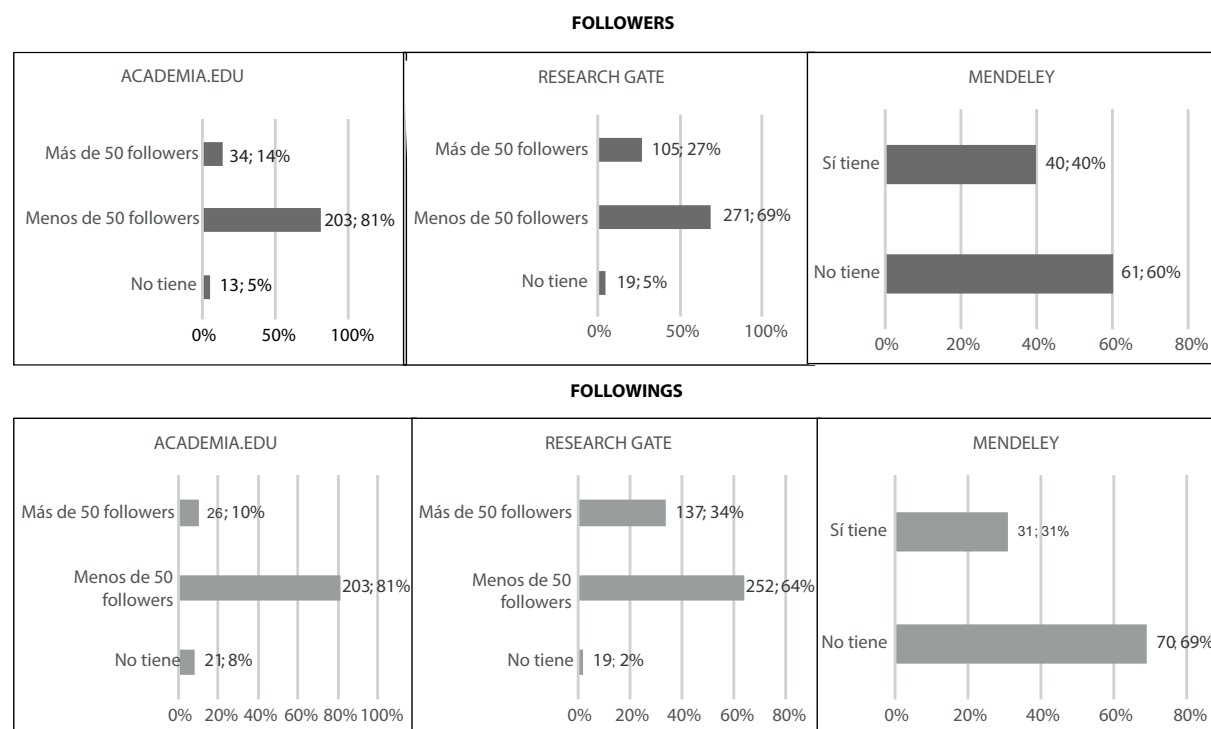 FOLLOWERS
ACADEMIA.EDU
Más de 50 followers
34; 14%
Menos de 50 followers
203; 81%
No tiene
13; 5%
0% 50% 100%
RESEARCH GATE
Más de 50 followers
105; 27%
Menos de 50 followers
271; 69%
No tiene
19; 5%
0% 50% 100%
MENDELEY
Sí tiene
40; 40%
No tiene
61; 60%
0% 20% 40% 60% 80%
FOLLOWINGS
ACADEMIA.EDU
Más de 50 followers
26; 10%
Menos de 50
followers
203; 81%
No tiene
21; 8%
0% 20% 40% 60% 80% 100%
RESEARCH GATE
Más de 50 followers
137; 34%
Menos de 50
followers
252; 64%
No tiene
19; 2%
0% 20% 40% 60% 80%
MENDELEY
Sí tiene
31; 31%
No tiene
70; 69%
0% 20% 40% 60% 80%